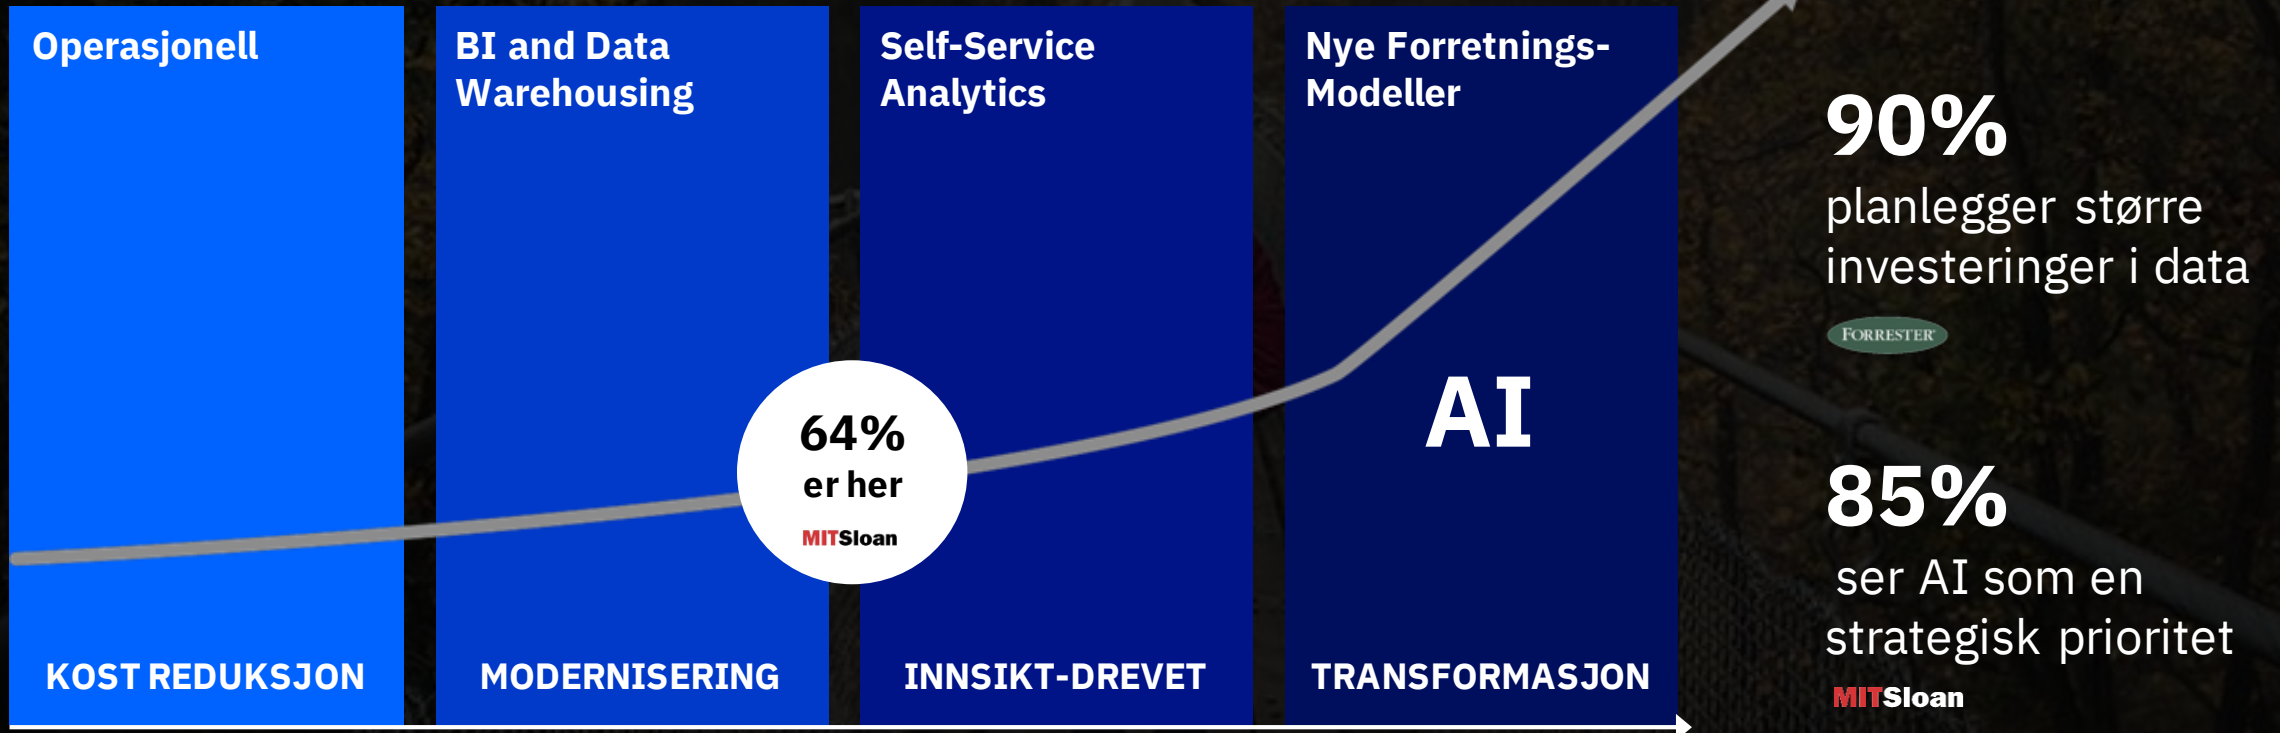 Operasjonell
BI and Data
Warehousing
Self-Service
Analytics
Nye Forretnings-
Modeller
AI
64%
er her
MITSloan
KOST REDUKSJON
MODERNISERING
INNSIKT-DREVET
TRANSFORMASJON
90%
planlegger større
investeringer i data
FORRESTER
85%
ser AI som en
strategisk prioritet
MITSloan